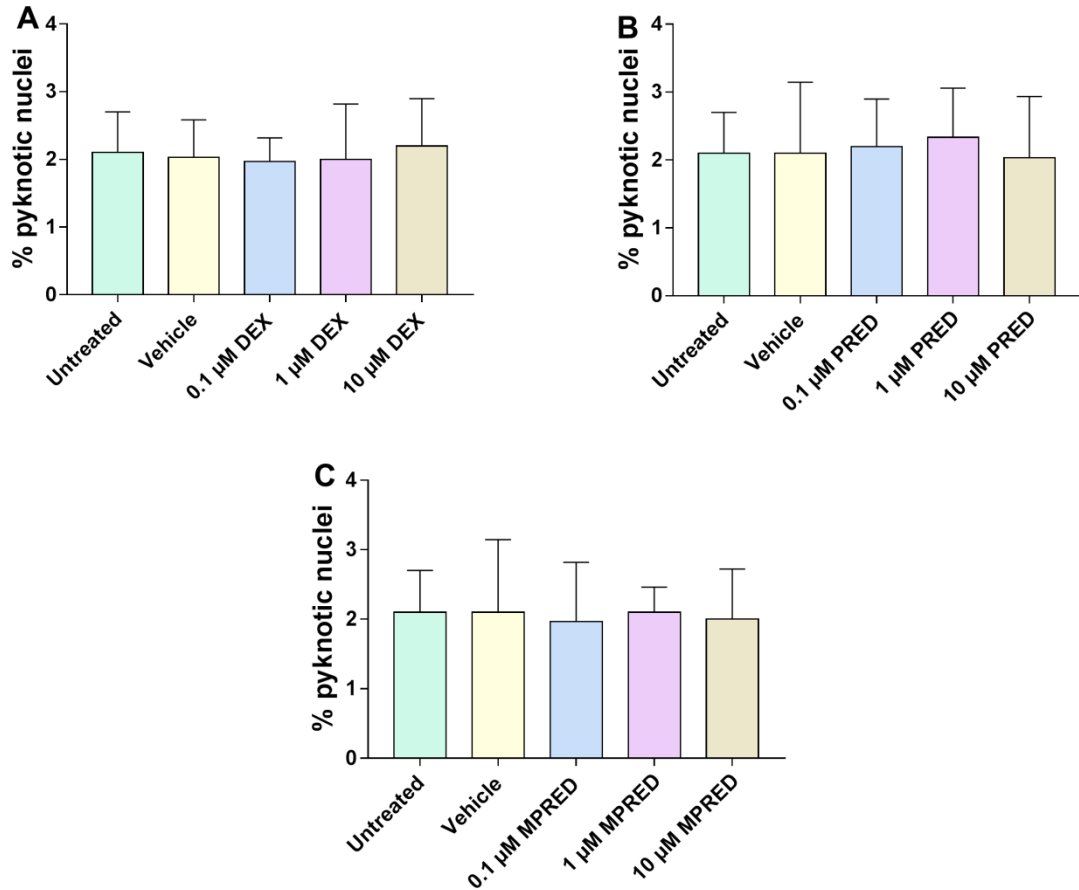 A
% pyknotic nuclei
4
3
2
1
0
Untreated
Vehicle
0.1 µM DEX
1 µM DEX
10 µM DEX
B
% pyknotic nuclei
4
3
2
1
0
Untreated
Vehicle
0.1 µM PRED
1 µM PRED
10 µM PRED
C
% pyknotic nuclei
4
3
2
1
0
Untreated
Vehicle
0.1 µM MPRED
1 µM MPRED
10 µM MPRED